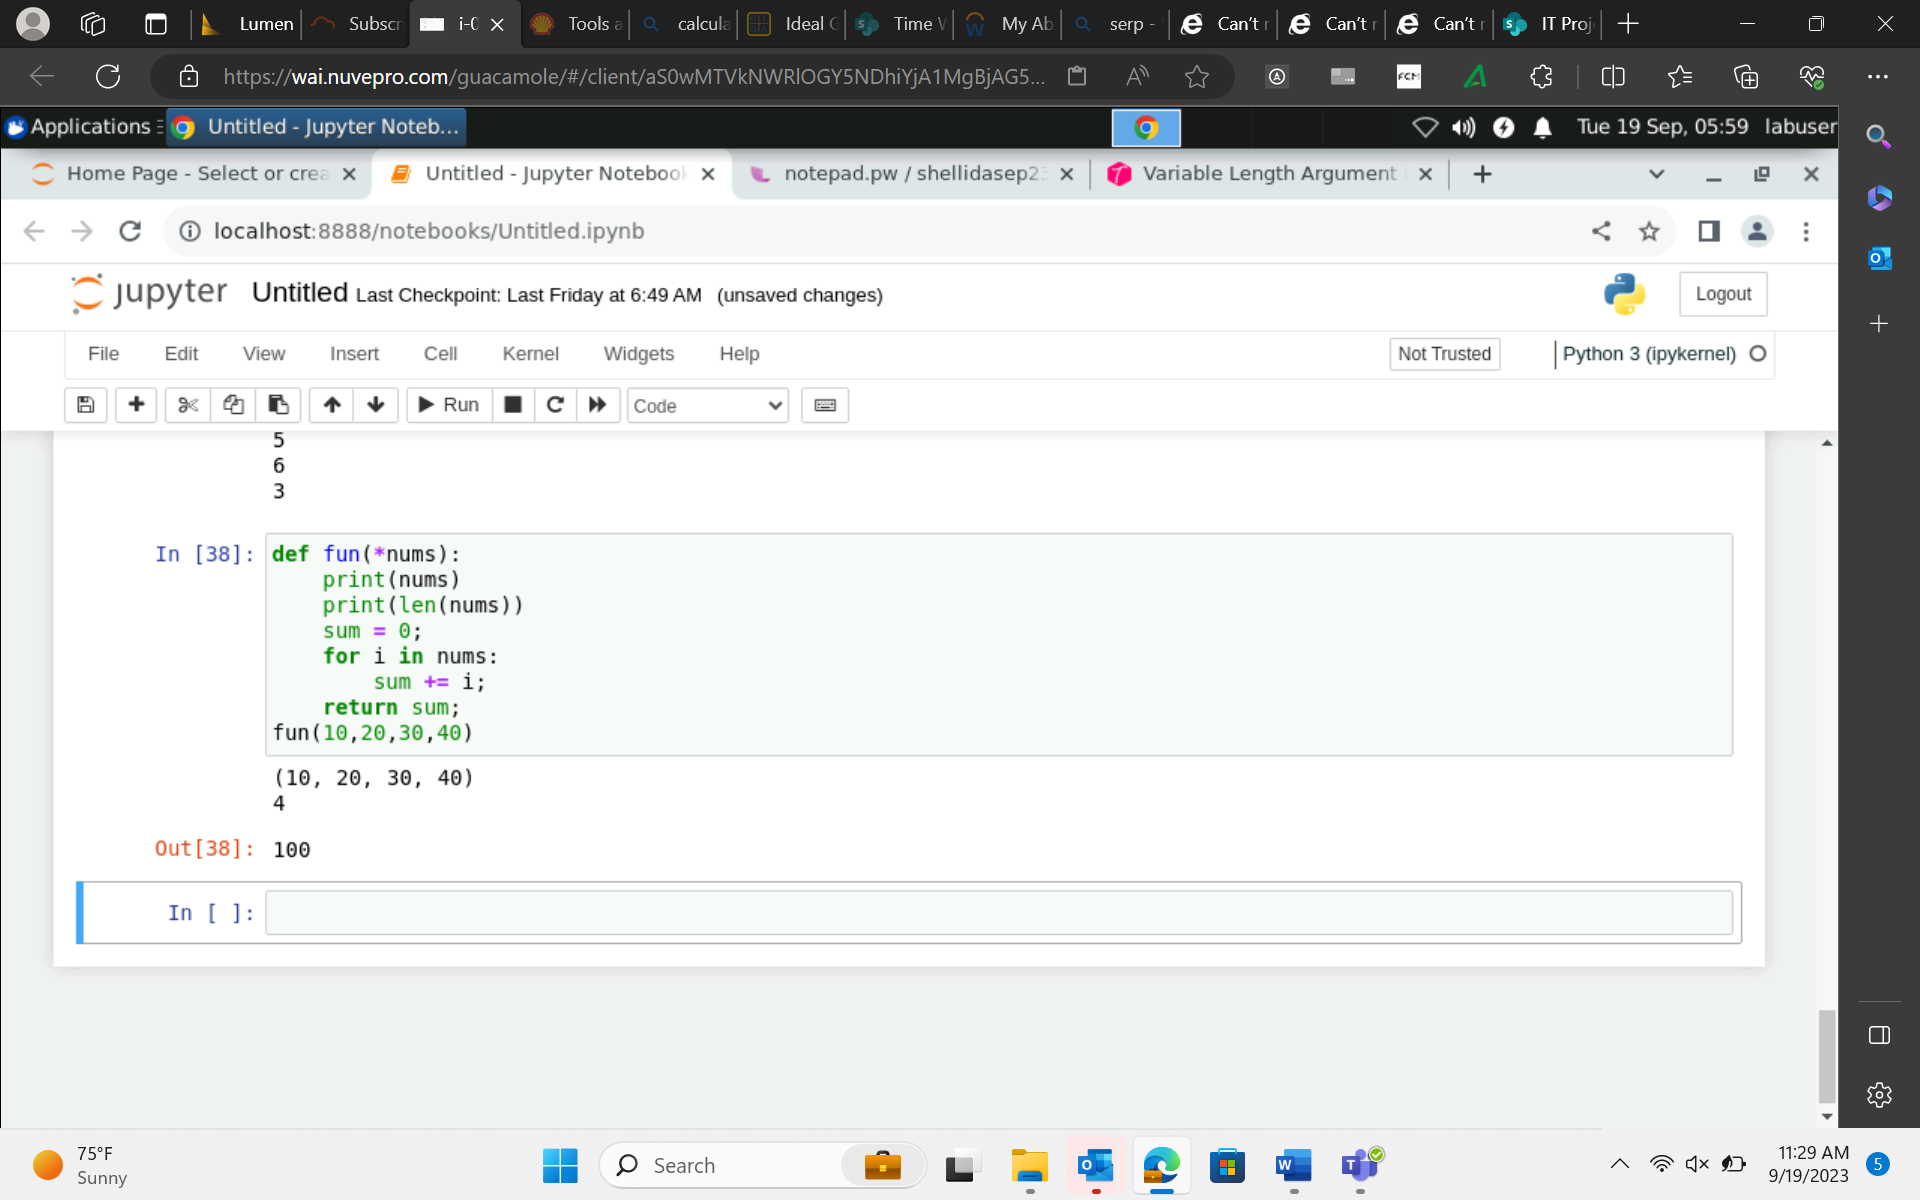 Lumen
Subscr
i-0
Tools a
calcula
Ideal G
Time V
My Ab
serp -
Can't r
Can't r
Can't r
IT Proj
https://wai.nuvepro.com/guacamole/#/client/aS0wMTVkNWRlOGY5NDhiYjA1MgBjAG5...
Applications
Untitled - Jupyter Noteb...
Tue 19 Sep, 05:59 labuser
Home Page - Select or crea
Untitled - Jupyter Notebook
notepad.pw / shellidasep23
Variable Length Argument
localhost:8888/notebooks/Untitled.ipynb
jupyter Untitled Last Checkpoint: Last Friday at 6:49 AM (unsaved changes)
Logout
File Edit View Insert Cell Kernel Widgets Help
Not Trusted
Python 3 (ipykernel)
Run
Code
5
6
3
In [38]: def fun(*nums):
    print(nums)
    print(len(nums))
    sum = 0;
    for i in nums:
        sum += i;
    return sum;
fun(10,20,30,40)
(10, 20, 30, 40)
4
Out[38]: 100
In [ ]:
75°F
Sunny
Search
11:29 AM
9/19/2023
5